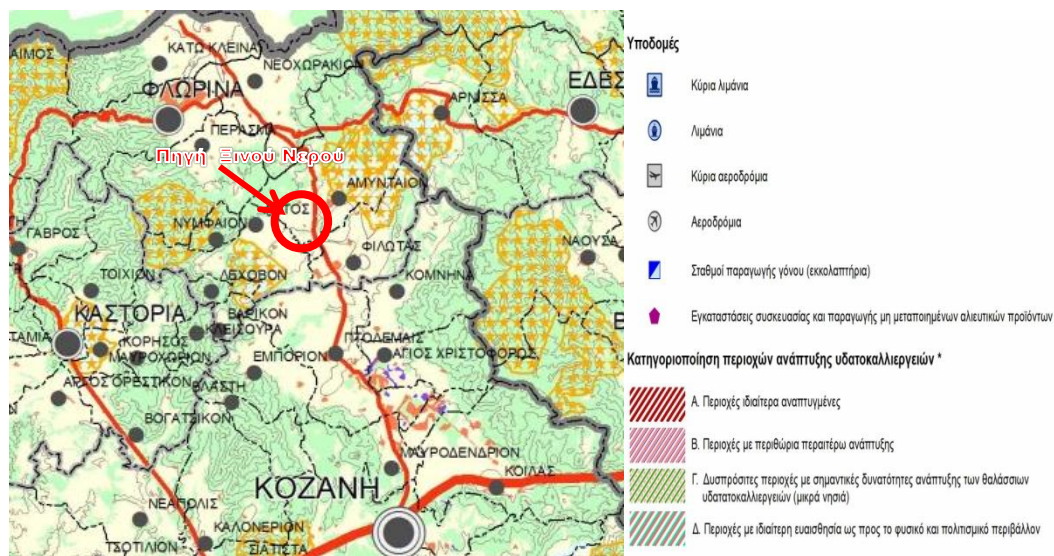 ΚΑΤΩ ΚΛΕΙΝΑΙ
ΝΕΟΧΩΡΑΚΙΟΝ
ΦΛΩΡΙΝΑ
ΑΡΝΙΣΣΑ
ΠΕΡΑΣΜΑ
Πηγή Ξινού Νερού
ΑΜΥΝΤΑΙΟΝ
ΝΥΜΦΑΙΟΝ
ΓΑΒΡΟΣ
ΦΙΛΩΤΑΣ
ΝΑΟΥΣΑ
ΤΟΙΧΙΟΝ
ΛΕΧΟΒΟΝ
ΚΟΜΝΗΝΑ
ΚΑΣΤΟΡΙΑ
ΒΑΡΙΚΟΝ
ΚΛΕΙΣΟΥΡΑ
ΚΟΡΗΣΟΣ
ΜΑΥΡΟΧΩΡΙΟΝ
ΕΜΠΟΡΙΟΝ
ΠΤΟΛΕΜΑΙΣ
ΑΓΙΟΣ ΧΡΙΣΤΟΦΟΡΟΣ
ΑΡΓΟΣ ΟΡΕΣΤΙΚΟΝ
ΒΛΑΣΤΗ
ΒΟΓΑΤΣΙΚΟΝ
ΜΑΥΡΟΔΕΝΔΡΙΟΝ
ΚΟΙΛΑΣ
ΚΟΖΑΝΗ
ΝΕΑΠΟΛΙΣ
ΚΑΛΟΝΕΡΙΟΝ
ΤΣΟΤΙΛΙΟΝ
ΣΙΑΤΙΣΤΑ
Υποδομές
Κύρια λιμάνια
Λιμάνια
Κύρια αεροδρόμια
Αεροδρόμια
Σταθμοί παραγωγής γόνου (εκκολαπτήρια)
Εγκαταστάσεις συσκευασίας και παραγωγής μη μεταποιημένων αλιευτικών προϊόντων
Κατηγοριοποίηση περιοχών ανάπτυξης υδατοκαλλιεργειών *
Α. Περιοχές ιδιαίτερα αναπτυγμένες
Β. Περιοχές με περιθώρια περαιτέρω ανάπτυξης
Γ. Δυσπρόσιτες περιοχές με σημαντικές δυνατότητες ανάπτυξης των θαλάσσιων
υδατοκαλλιεργειών (μικρά νησιά)
Δ. Περιοχές με ιδιαίτερη ευαισθησία ως προς το φυσικό και πολιτισμικό περιβάλλον